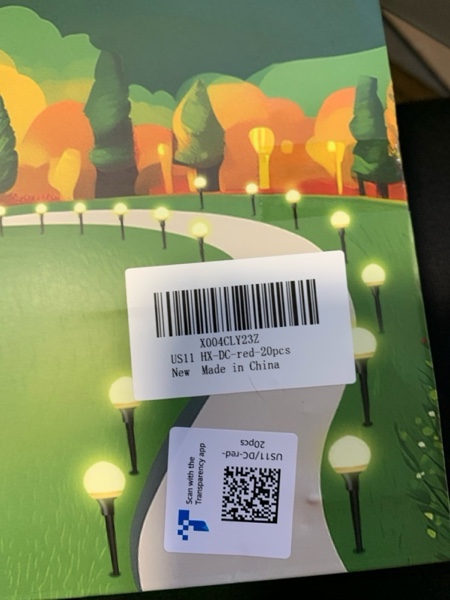 X004CLY23Z
US11 HX-DC-red-20pcs
New Made in China
US11/DC-red-
20pcs
Scan with the
Transparency app